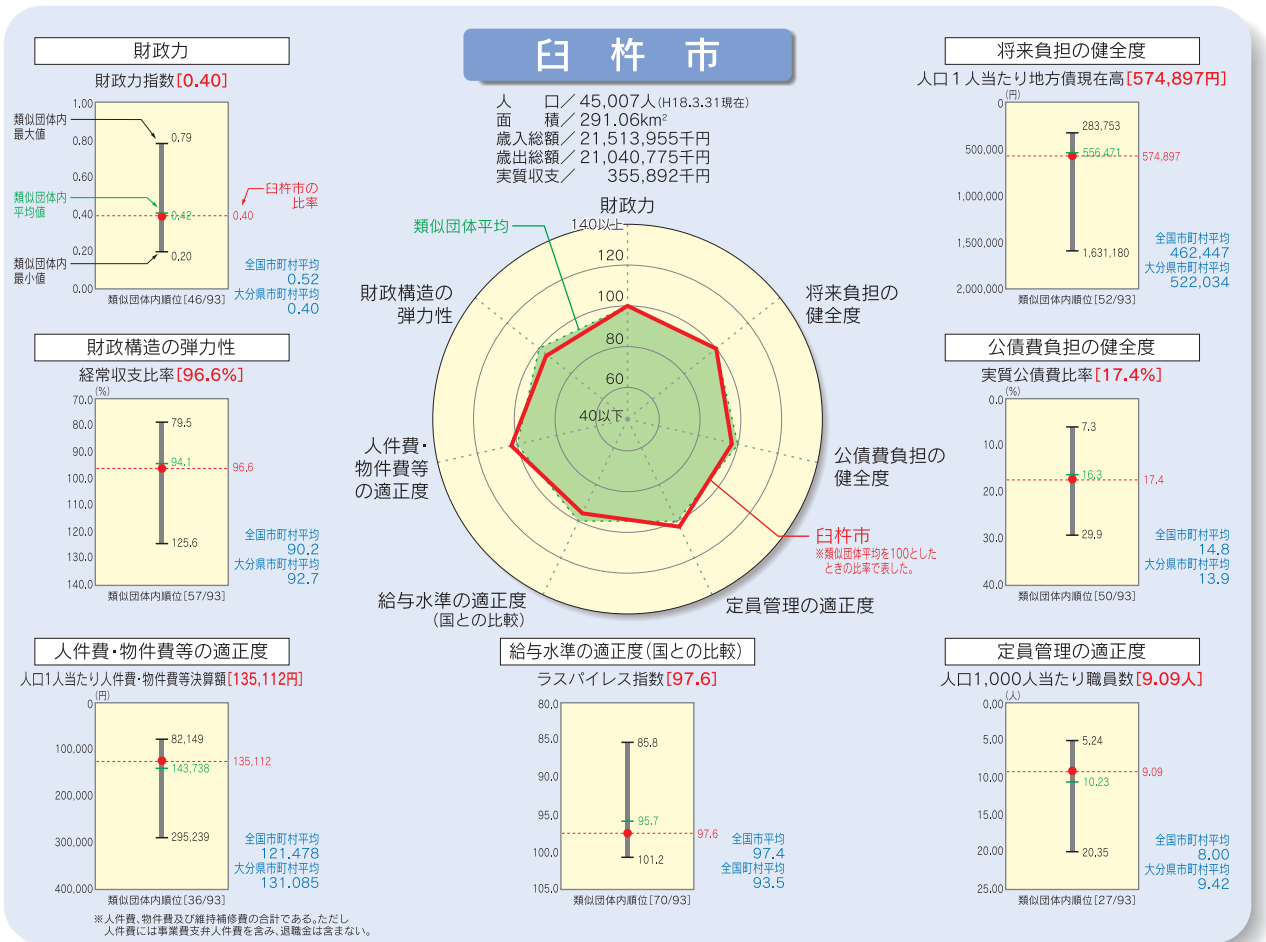 臼杵市
人　　口／45,007人(H18.3.31現在)
面　　積／291.06km²
歳入総額／21,513,955千円
歳出総額／21,040,775千円
実質収支／　355,892千円
財政力
財政力指数[0.40]
1.00
0.80
0.60
0.40
0.20
0.00
類似団体内
最大値
0.79
類似団体内
平均値
0.42
類似団体内
最小値
0.20
臼杵市の
比率
0.40
全国市町村平均
0.52
大分県市町村平均
0.40
類似団体内順位[46/93]
財政構造の弾力性
経常収支比率[96.6%]
(%)
70.0
80.0
90.0
100.0
110.0
120.0
130.0
140.0
79.5
94.1
96.6
125.6
全国市町村平均
90.2
大分県市町村平均
92.7
類似団体内順位[57/93]
人件費・物件費等の適正度
人口1人当たり人件費・物件費等決算額[135,112円]
(円)
0
100,000
200,000
300,000
400,000
82,149
135,112
143,738
295,239
全国市町村平均
121.478
大分県市町村平均
131.085
類似団体内順位[36/93]
※人件費、物件費及び維持補修費の合計である。ただし
人件費には事業費支弁人件費を含み、退職金は含まない。
財政力
140以上
120
100
80
60
40以下
類似団体平均
財政構造の
弾力性
将来負担の
健全度
人件費・
物件費等
の適正度
公債費負担の
健全度
給与水準の適正度
(国との比較)
定員管理の適正度
臼杵市
※類似団体平均を100とした
ときの比率で表した。
給与水準の適正度(国との比較)
ラスパイレス指数[97.6]
80.0
85.0
90.0
95.0
100.0
105.0
85.8
95.7
97.6
101.2
全国市平均
97.4
全国町村平均
93.5
類似団体内順位[70/93]
将来負担の健全度
人口1人当たり地方債現在高[574,897円]
(円)
0
500,000
1,000,000
1,500,000
2,000,000
283,753
556,471
574,897
1,631,180
全国市町村平均
462,447
大分県市町村平均
522,034
類似団体内順位[52/93]
公債費負担の健全度
実質公債費比率[17.4%]
(%)
0.0
10.0
20.0
30.0
40.0
7.3
16.3
17.4
29.9
全国市町村平均
14.8
大分県市町村平均
13.9
類似団体内順位[50/93]
定員管理の適正度
人口1,000人当たり職員数[9.09人]
(人)
0.00
5.00
10.00
15.00
20.00
25.00
5.24
9.09
10.23
20.35
全国市町村平均
8.00
大分県市町村平均
9.42
類似団体内順位[27/93]